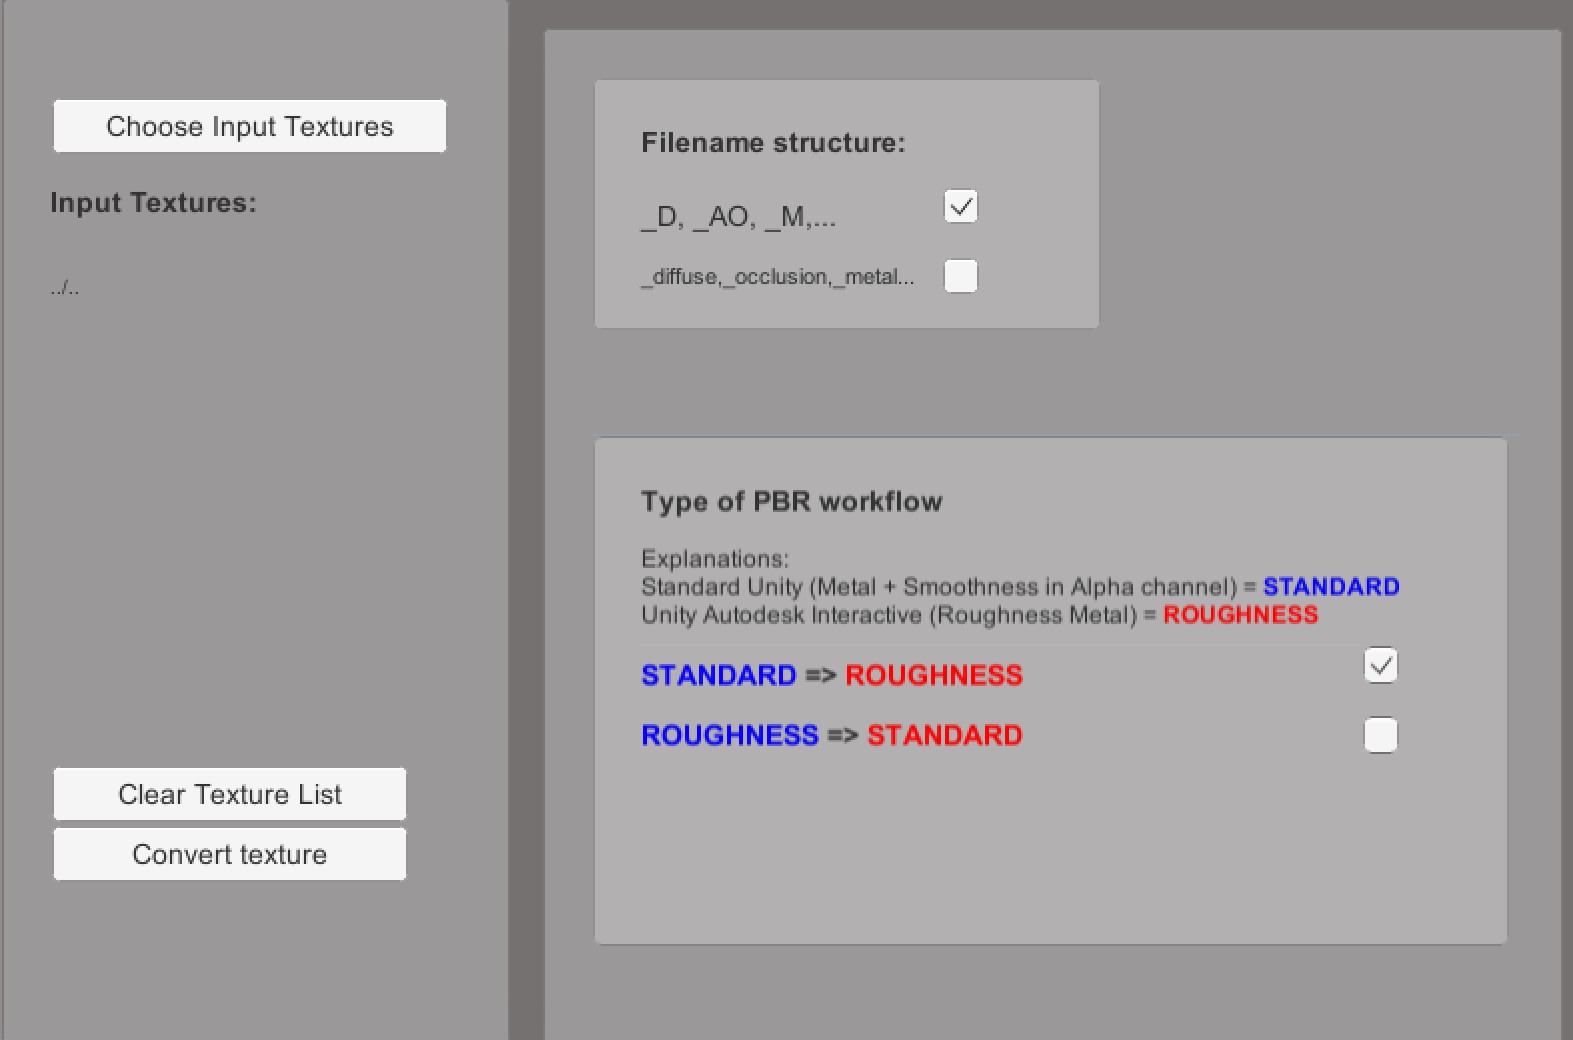 Choose Input Textures
Input Textures:
../..
Clear Texture List
Convert texture
Filename structure:
_D, _AO, _M,...
_diffuse,_occlusion,_metal...
Type of PBR workflow
Explanations:
Standard Unity (Metal + Smoothness in Alpha channel) = STANDARD
Unity Autodesk Interactive (Roughness Metal) = ROUGHNESS
STANDARD => ROUGHNESS
ROUGHNESS => STANDARD